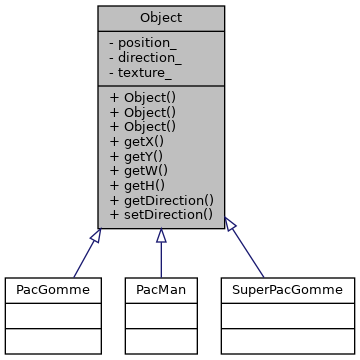 Object
- position_
- direction_
- texture_
+ Object()
+ Object()
+ Object()
+ getX()
+ getY()
+ getW()
+ getH()
+ getDirection()
+ setDirection()
PacGomme
PacMan
SuperPacGomme